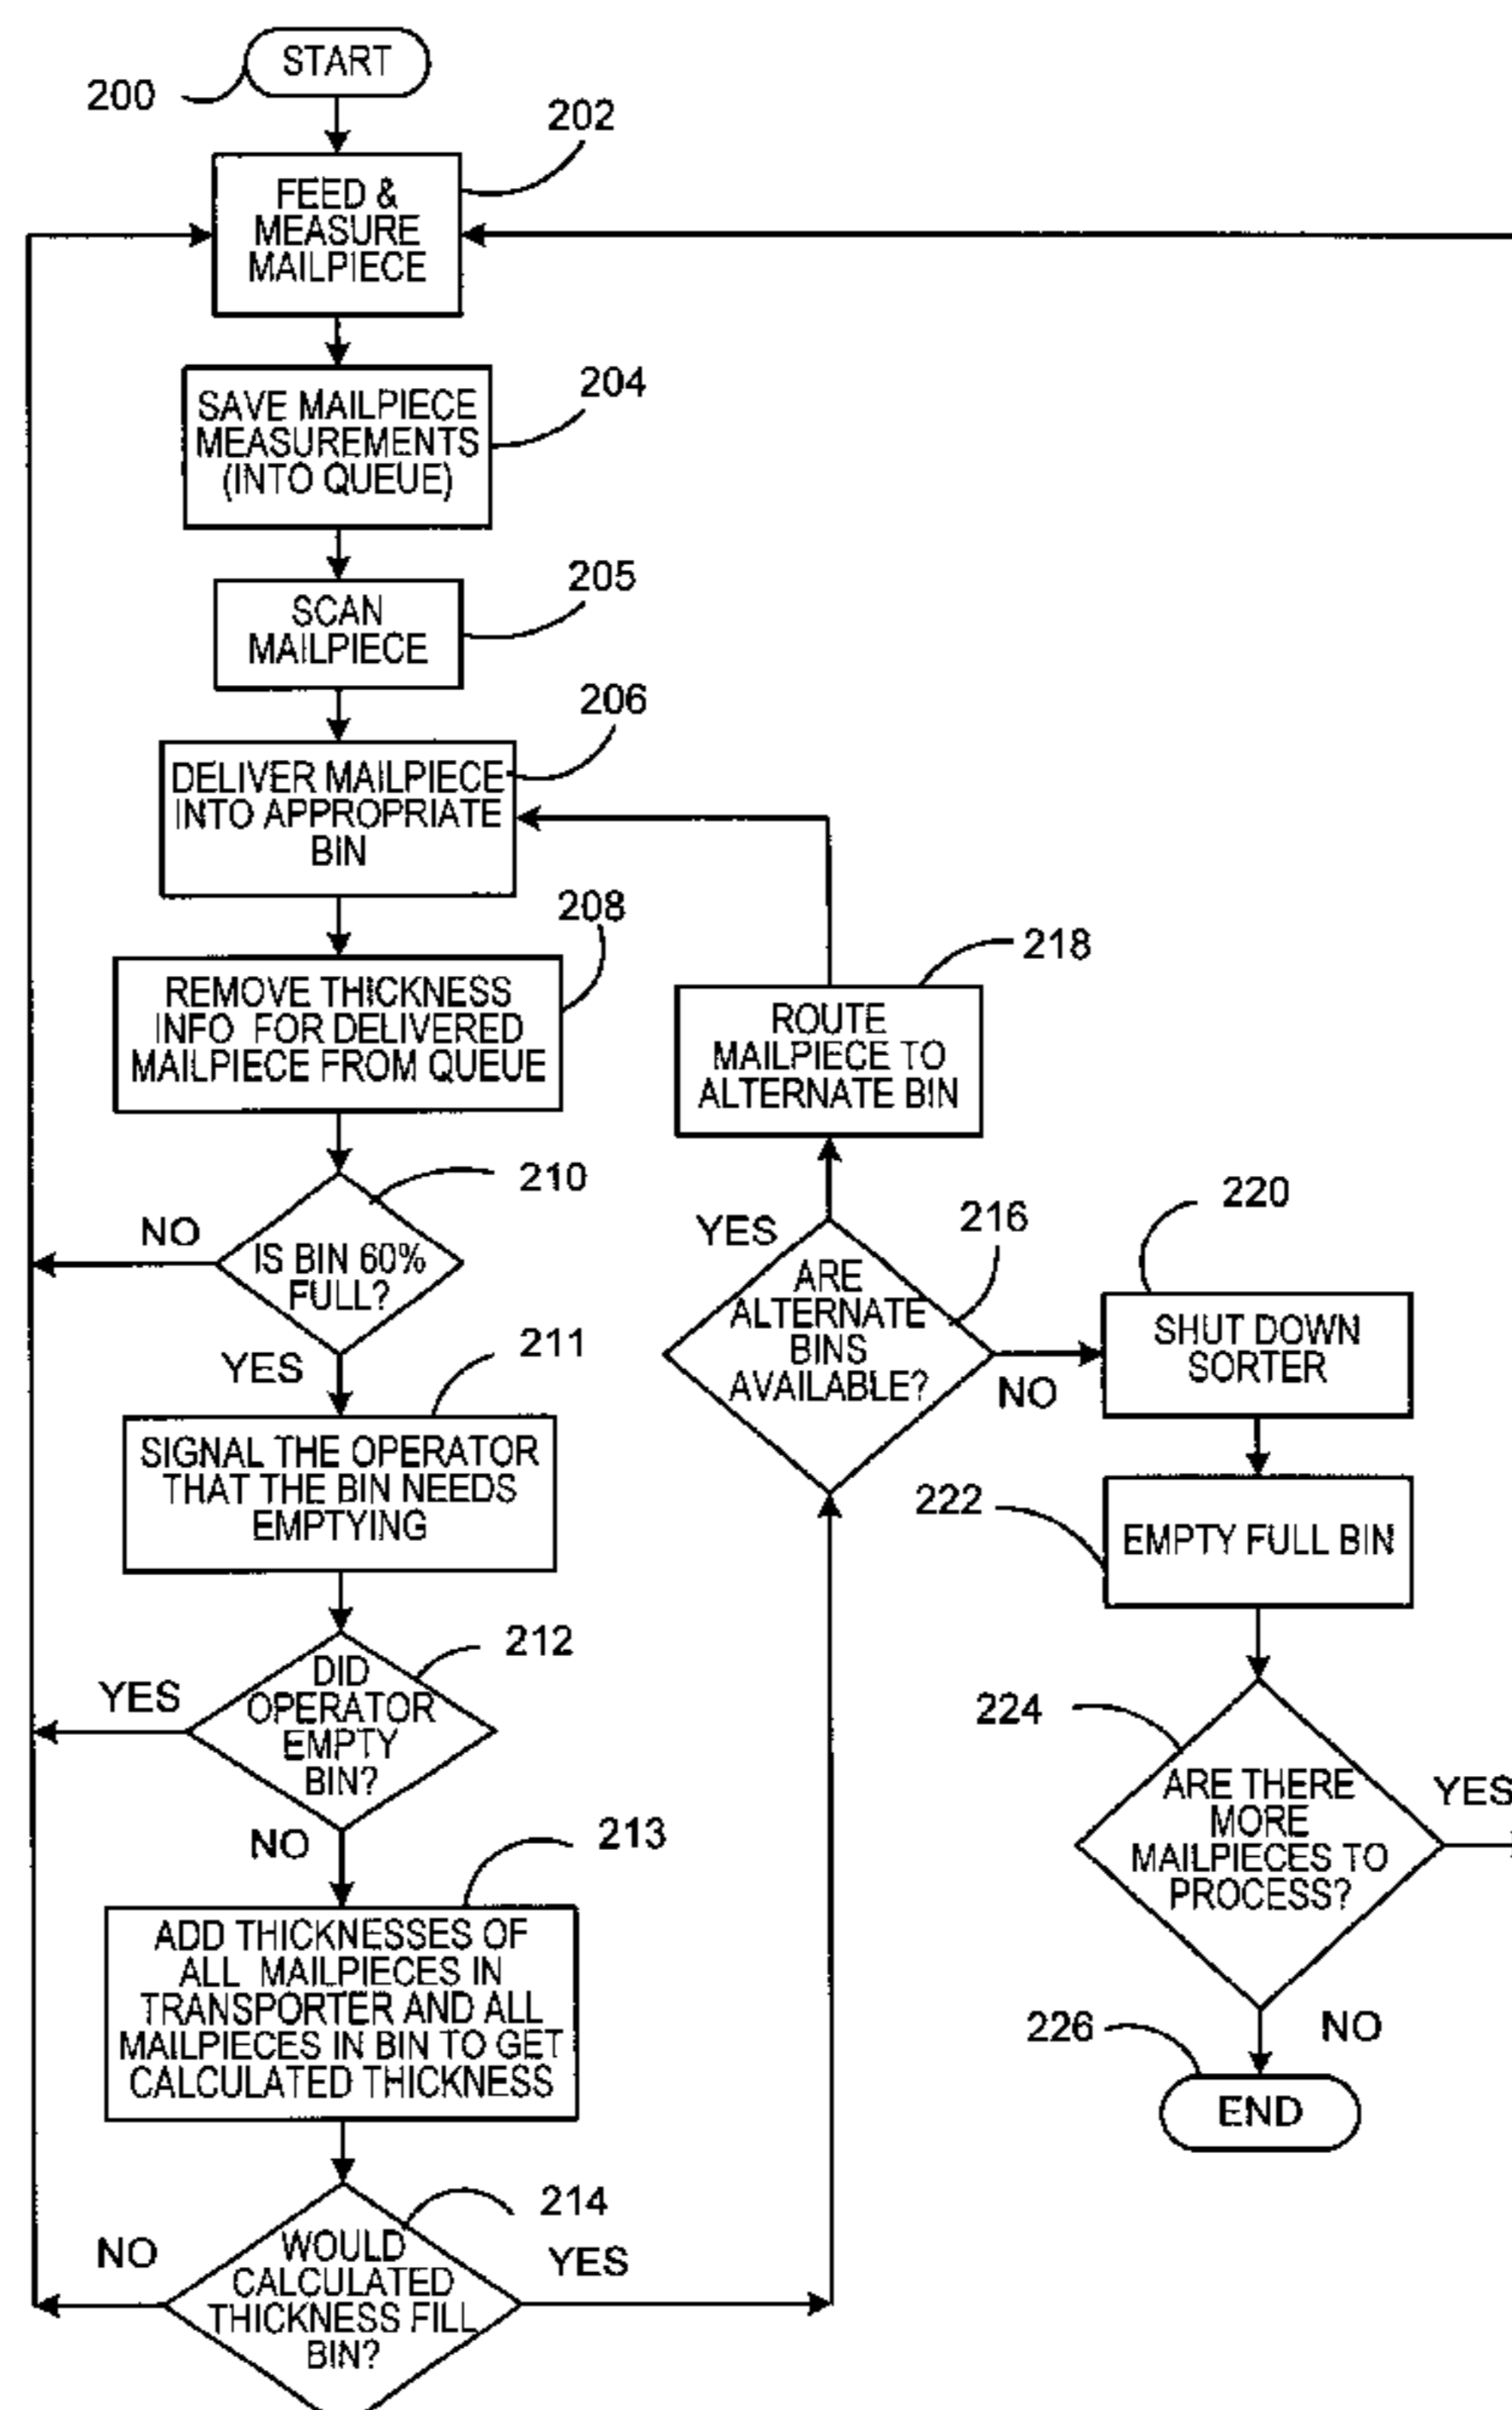 START
200
202
FEED &
MEASURE
MAILPIECE
204
SAVE MAILPIECE
MEASUREMENTS
(INTO QUEUE)
205
SCAN
MAILPIECE
206
DELIVER MAILPIECE
INTO APPROPRIATE
BIN
208
REMOVE THICKNESS
INFO FOR DELIVERED
MAILPIECE FROM QUEUE
210
NO
IS BIN 60%
FULL?
YES
211
SIGNAL THE OPERATOR
THAT THE BIN NEEDS
EMPTYING
212
YES
DID
OPERATOR
EMPTY
BIN?
NO
213
ADD THICKNESSES OF
ALL MAILPIECES IN
TRANSPORTER AND ALL
MAILPIECES IN BIN TO GET
CALCULATED THICKNESS
214
NO
WOULD
CALCULATED
THICKNESS FILL
BIN?
YES
218
ROUTE
MAILPIECE TO
ALTERNATE BIN
YES
216
ARE
ALTERNATE
BINS
AVAILABLE?
NO
220
SHUT DOWN
SORTER
222
EMPTY FULL BIN
224
ARE THERE
MORE
MAILPIECES TO
PROCESS?
YES
NO
226
END